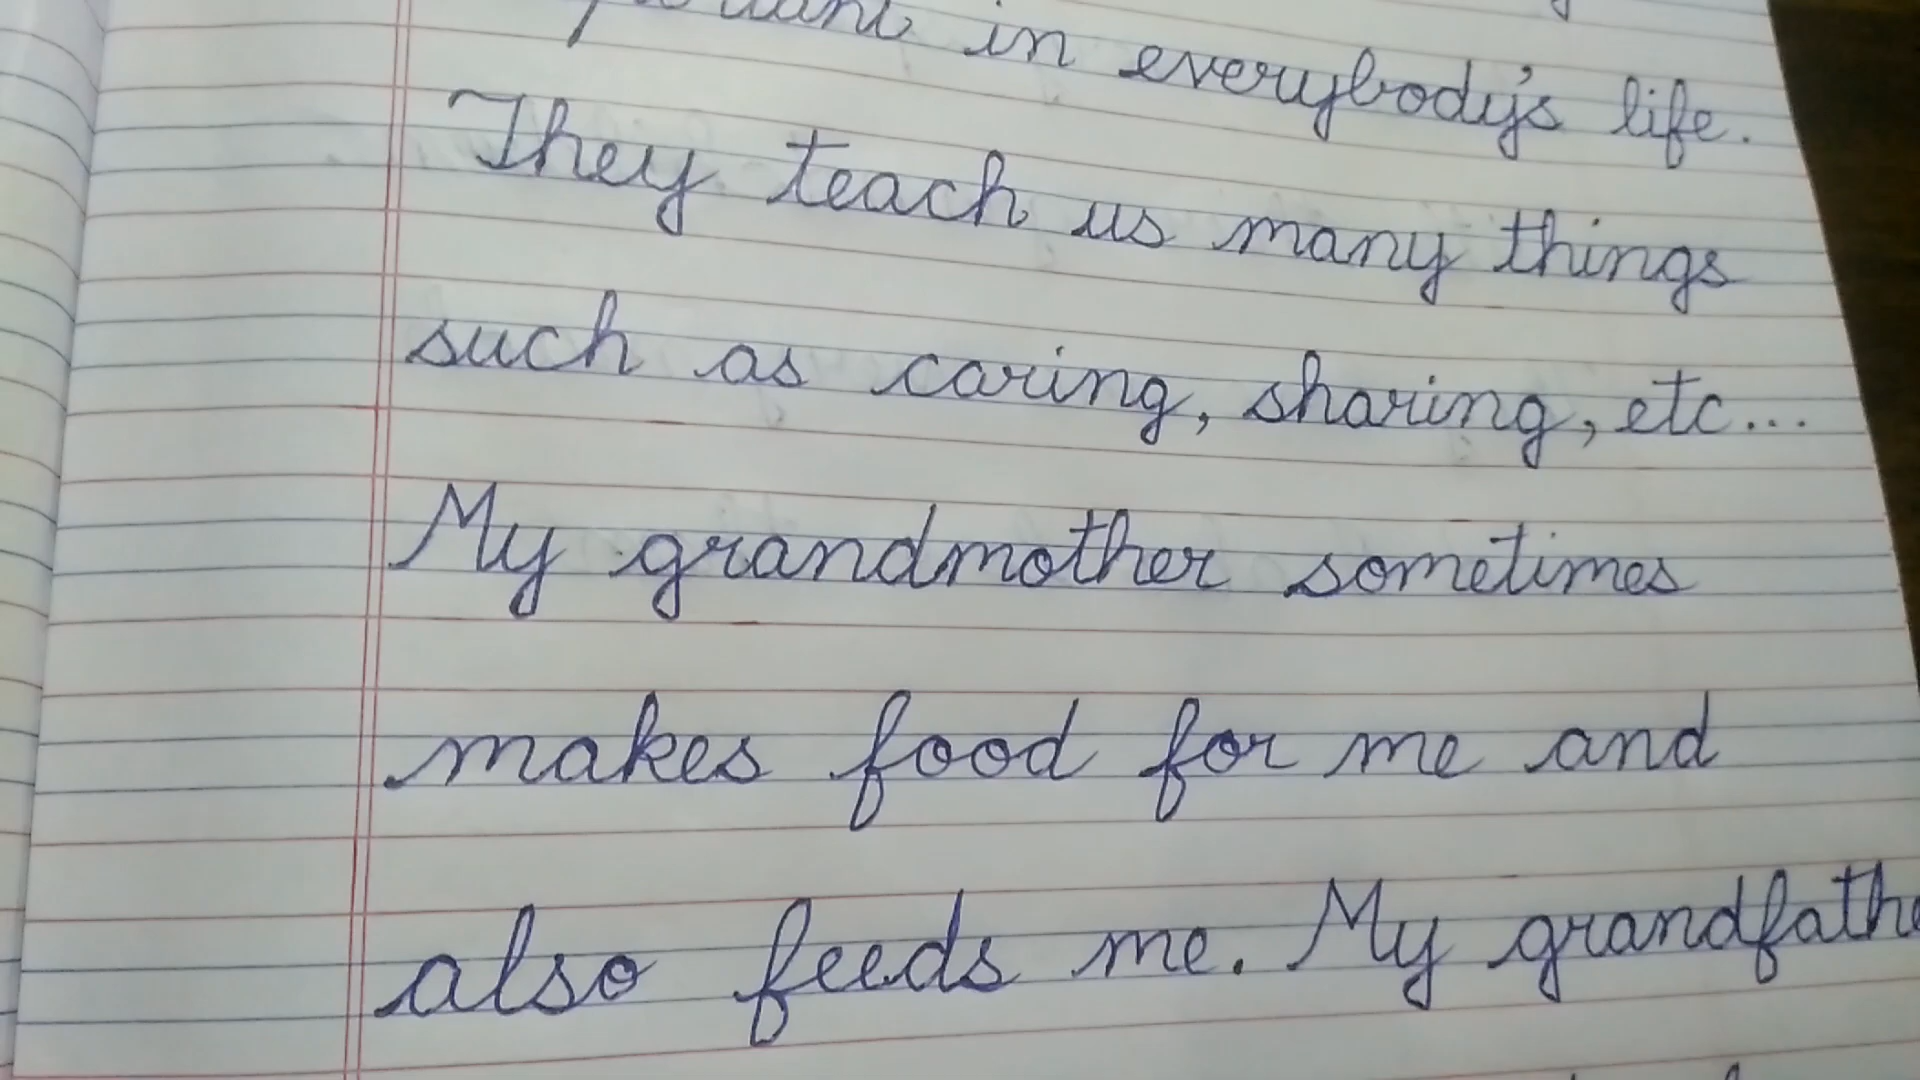 in everybody's life.
They teach us many things
such as caring, sharing, etc...
My grandmother sometimes
makes food for me and
also feeds me. My grandfathe